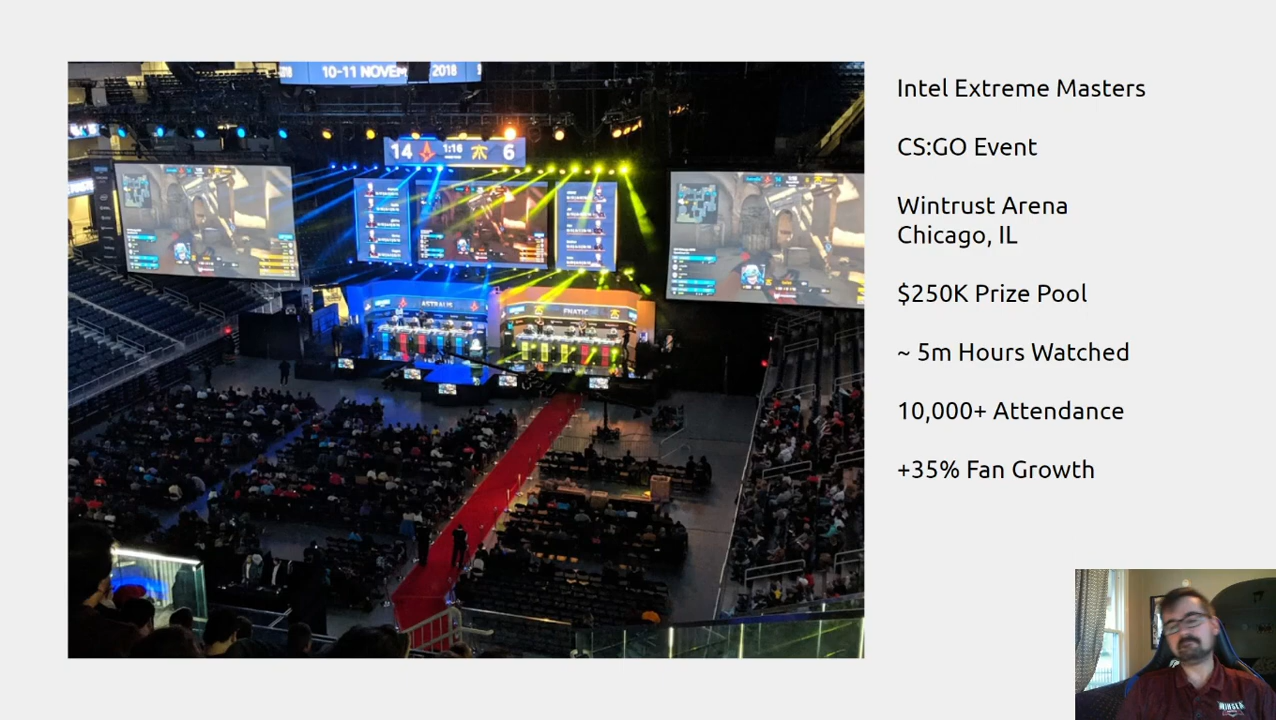 10-11 NOVEM 2018
14 1:16 6
ASTRALIS
FNATIC
Intel Extreme Masters
CS:GO Event
Wintrust Arena
Chicago, IL
$250K Prize Pool
~ 5m Hours Watched
10,000+ Attendance
+35% Fan Growth